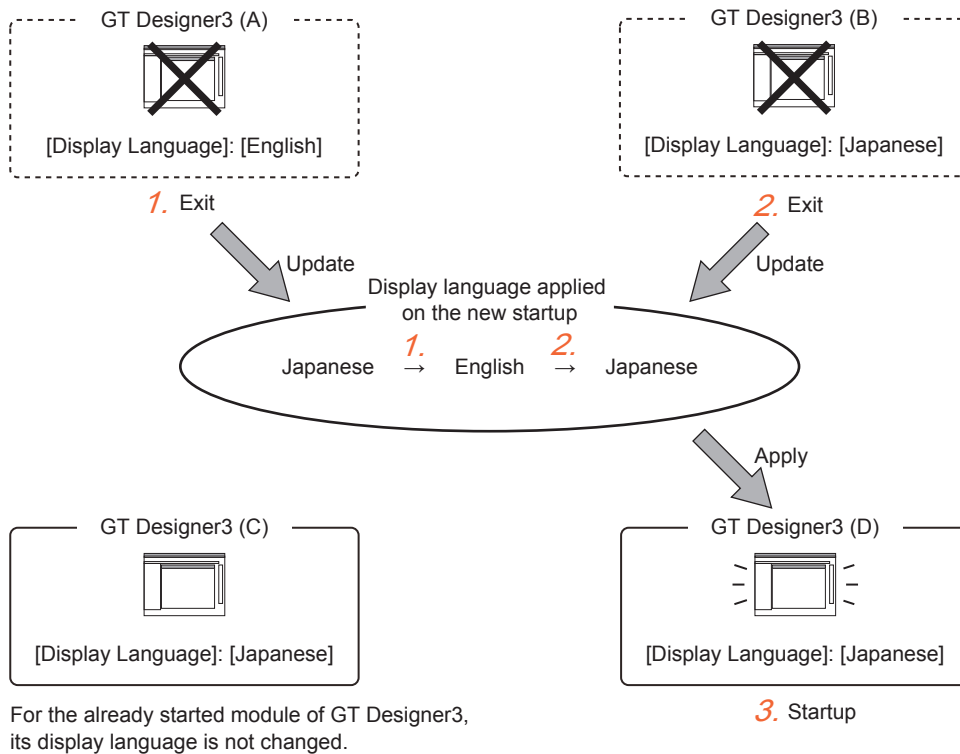 GT Designer3 (A)
[Display Language]: [English]
1. Exit
Update
GT Designer3 (B)
[Display Language]: [Japanese]
2. Exit
Update
Display language applied
on the new startup
1. 2.
Japanese → English → Japanese
Apply
GT Designer3 (C)
[Display Language]: [Japanese]
For the already started module of GT Designer3,
its display language is not changed.
GT Designer3 (D)
[Display Language]: [Japanese]
3. Startup